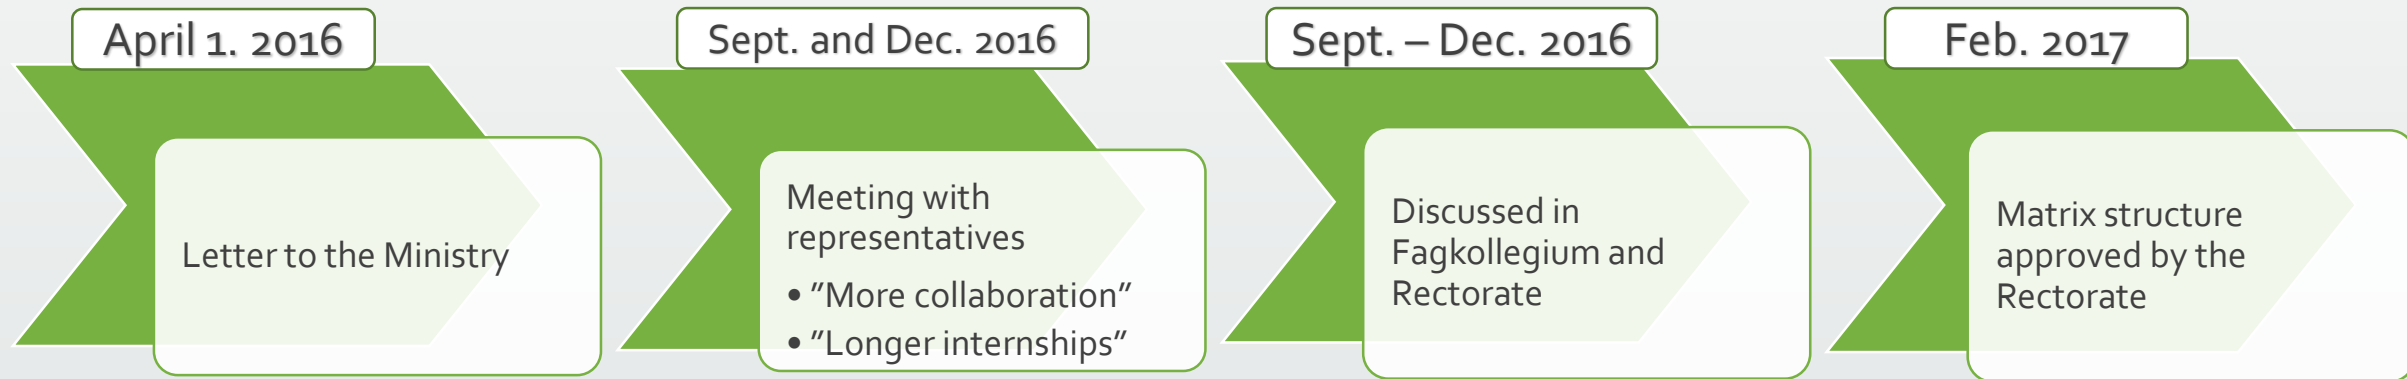 April 1. 2016
Letter to the Ministry
Sept. and Dec. 2016
Meeting with
representatives
• ”More collaboration”
• ”Longer internships”
Sept. – Dec. 2016
Discussed in
Fagkollegium and
Rectorate
Feb. 2017
Matrix structure
approved by the
Rectorate